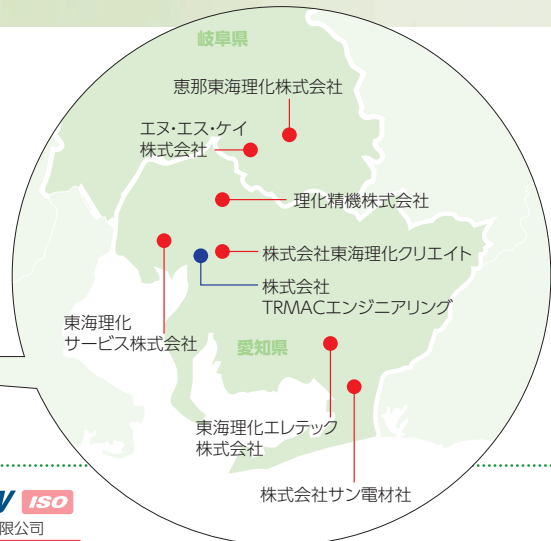 岐阜県
恵那東海理化株式会社
エヌ・エス・ケイ
株式会社
理化精機株式会社
株式会社東海理化クリエイト
株式会社
TRMACエンジニアリング
東海理化
サービス株式会社
愛知県
東海理化エレテック
株式会社
株式会社サン電材社
ISO
限公司